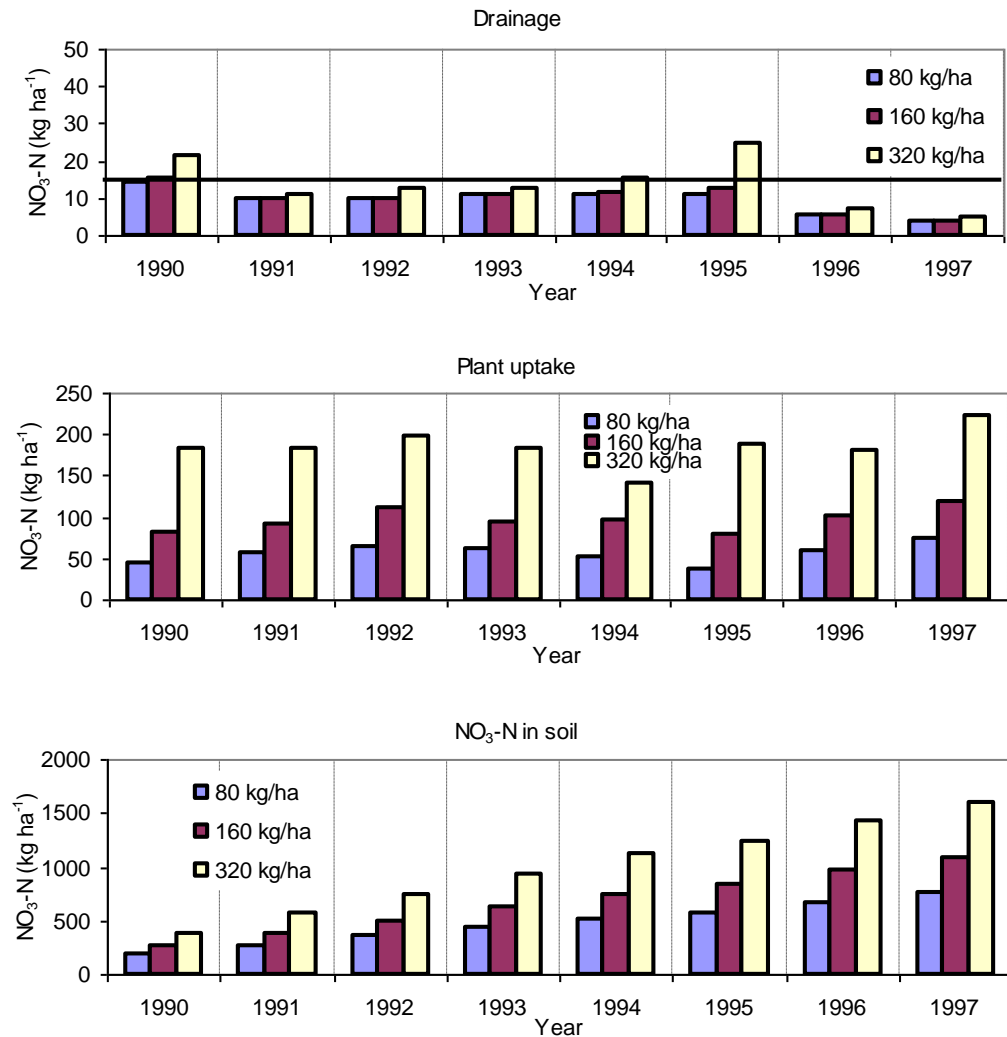 Drainage
NO₃-N (kg ha⁻¹)
50
40
30
20
10
0
80 kg/ha
160 kg/ha
320 kg/ha
1990 1991 1992 1993 1994 1995 1996 1997
Year
Plant uptake
NO₃-N (kg ha⁻¹)
250
200
150
100
50
0
80 kg/ha
160 kg/ha
320 kg/ha
1990 1991 1992 1993 1994 1995 1996 1997
Year
NO₃-N in soil
NO₃-N (kg ha⁻¹)
2000
1500
1000
500
0
80 kg/ha
160 kg/ha
320 kg/ha
1990 1991 1992 1993 1994 1995 1996 1997
Year